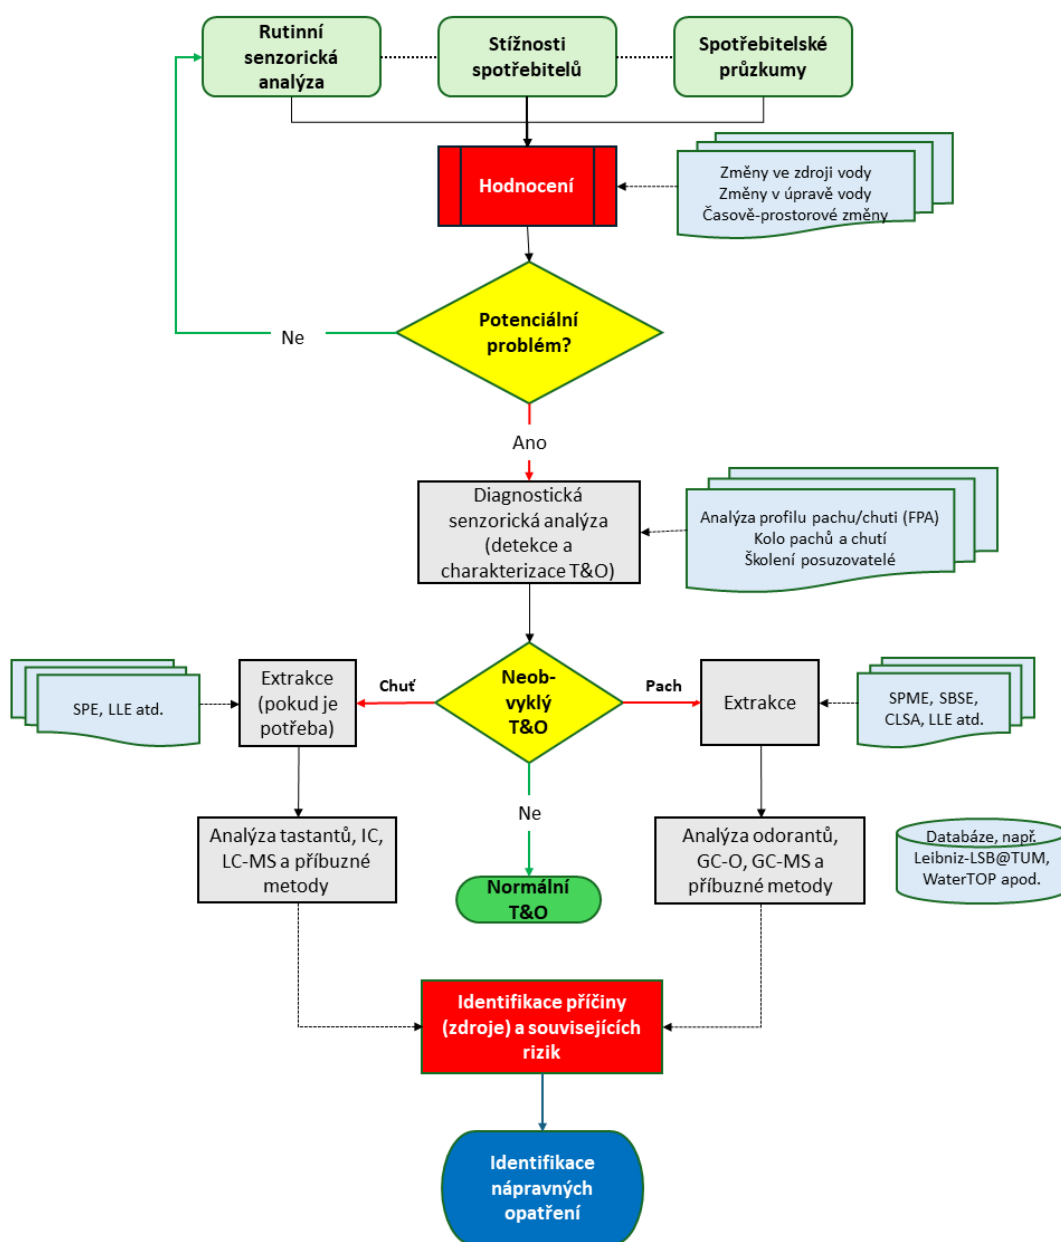 Rutinní
senzorická
analýza
Stížnosti
spotřebitelů
Spotřebitelské
průzkumy
Hodnocení
Změny ve zdroji vody
Změny v úpravě vody
Časově-prostorové změny
Potenciální
problém?
Ne
Ano
Diagnostická
senzorická analýza
(detekce a
charakterizace T&O)
Analýza profilu pachu/chuti (FPA)
Kolo pachů a chutí
Školení posuzovatelé
SPE, LLE atd.
Extrakce
(pokud je
potřeba)
Chuť
Neob-
vyklý
T&O
Pach
Extrakce
SPME, SBSE,
CLSA, LLE atd.
Ne
Analýza tastantů, IC,
LC-MS a příbuzné
metody
Normální
T&O
Analýza odorantů,
GC-O, GC-MS a
příbuzné metody
Databáze, např.
Leibniz-LSB@TUM,
WaterTOP apod.
Identifikace příčiny
(zdroje) a souvisejících
rizik
Identifikace
nápravných
opatření